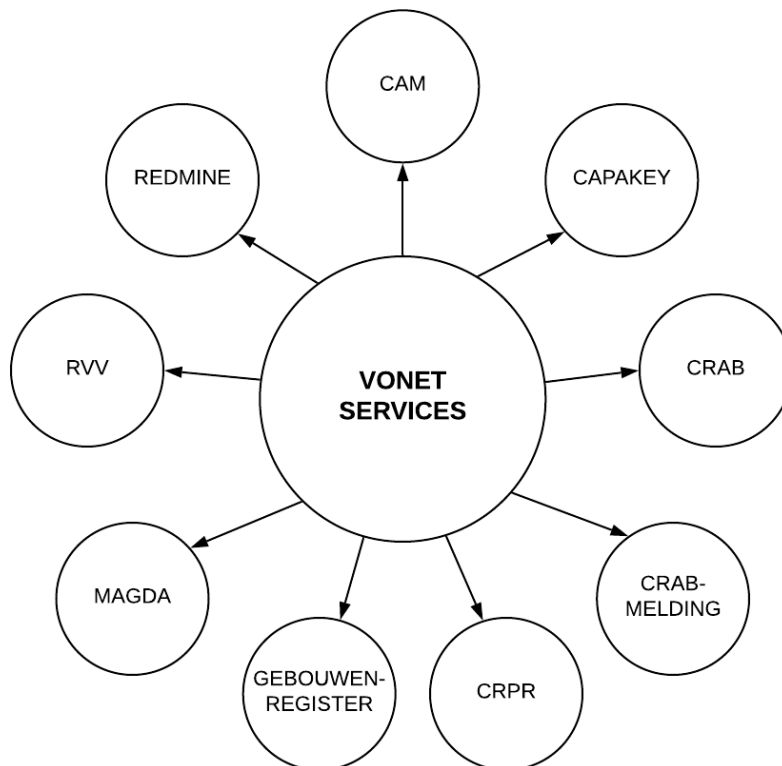 CAM
REDMINE
CAPAKEY
RVV
VONET
SERVICES
CRAB
MAGDA
CRAB-
MELDING
GEBOUWEN-
REGISTER
CRPR